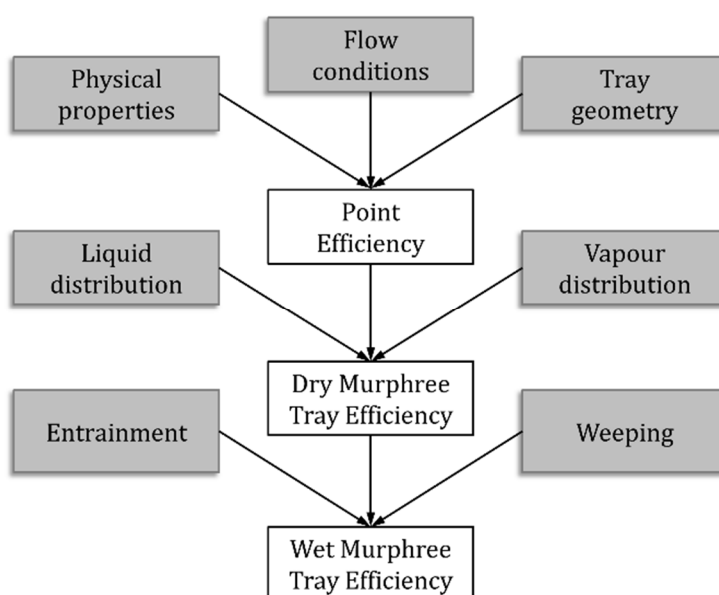 Flow
conditions
Physical
properties
Tray
geometry
Point
Efficiency
Liquid
distribution
Vapour
distribution
Dry Murphree
Tray Efficiency
Entrainment
Weeping
Wet Murphree
Tray Efficiency